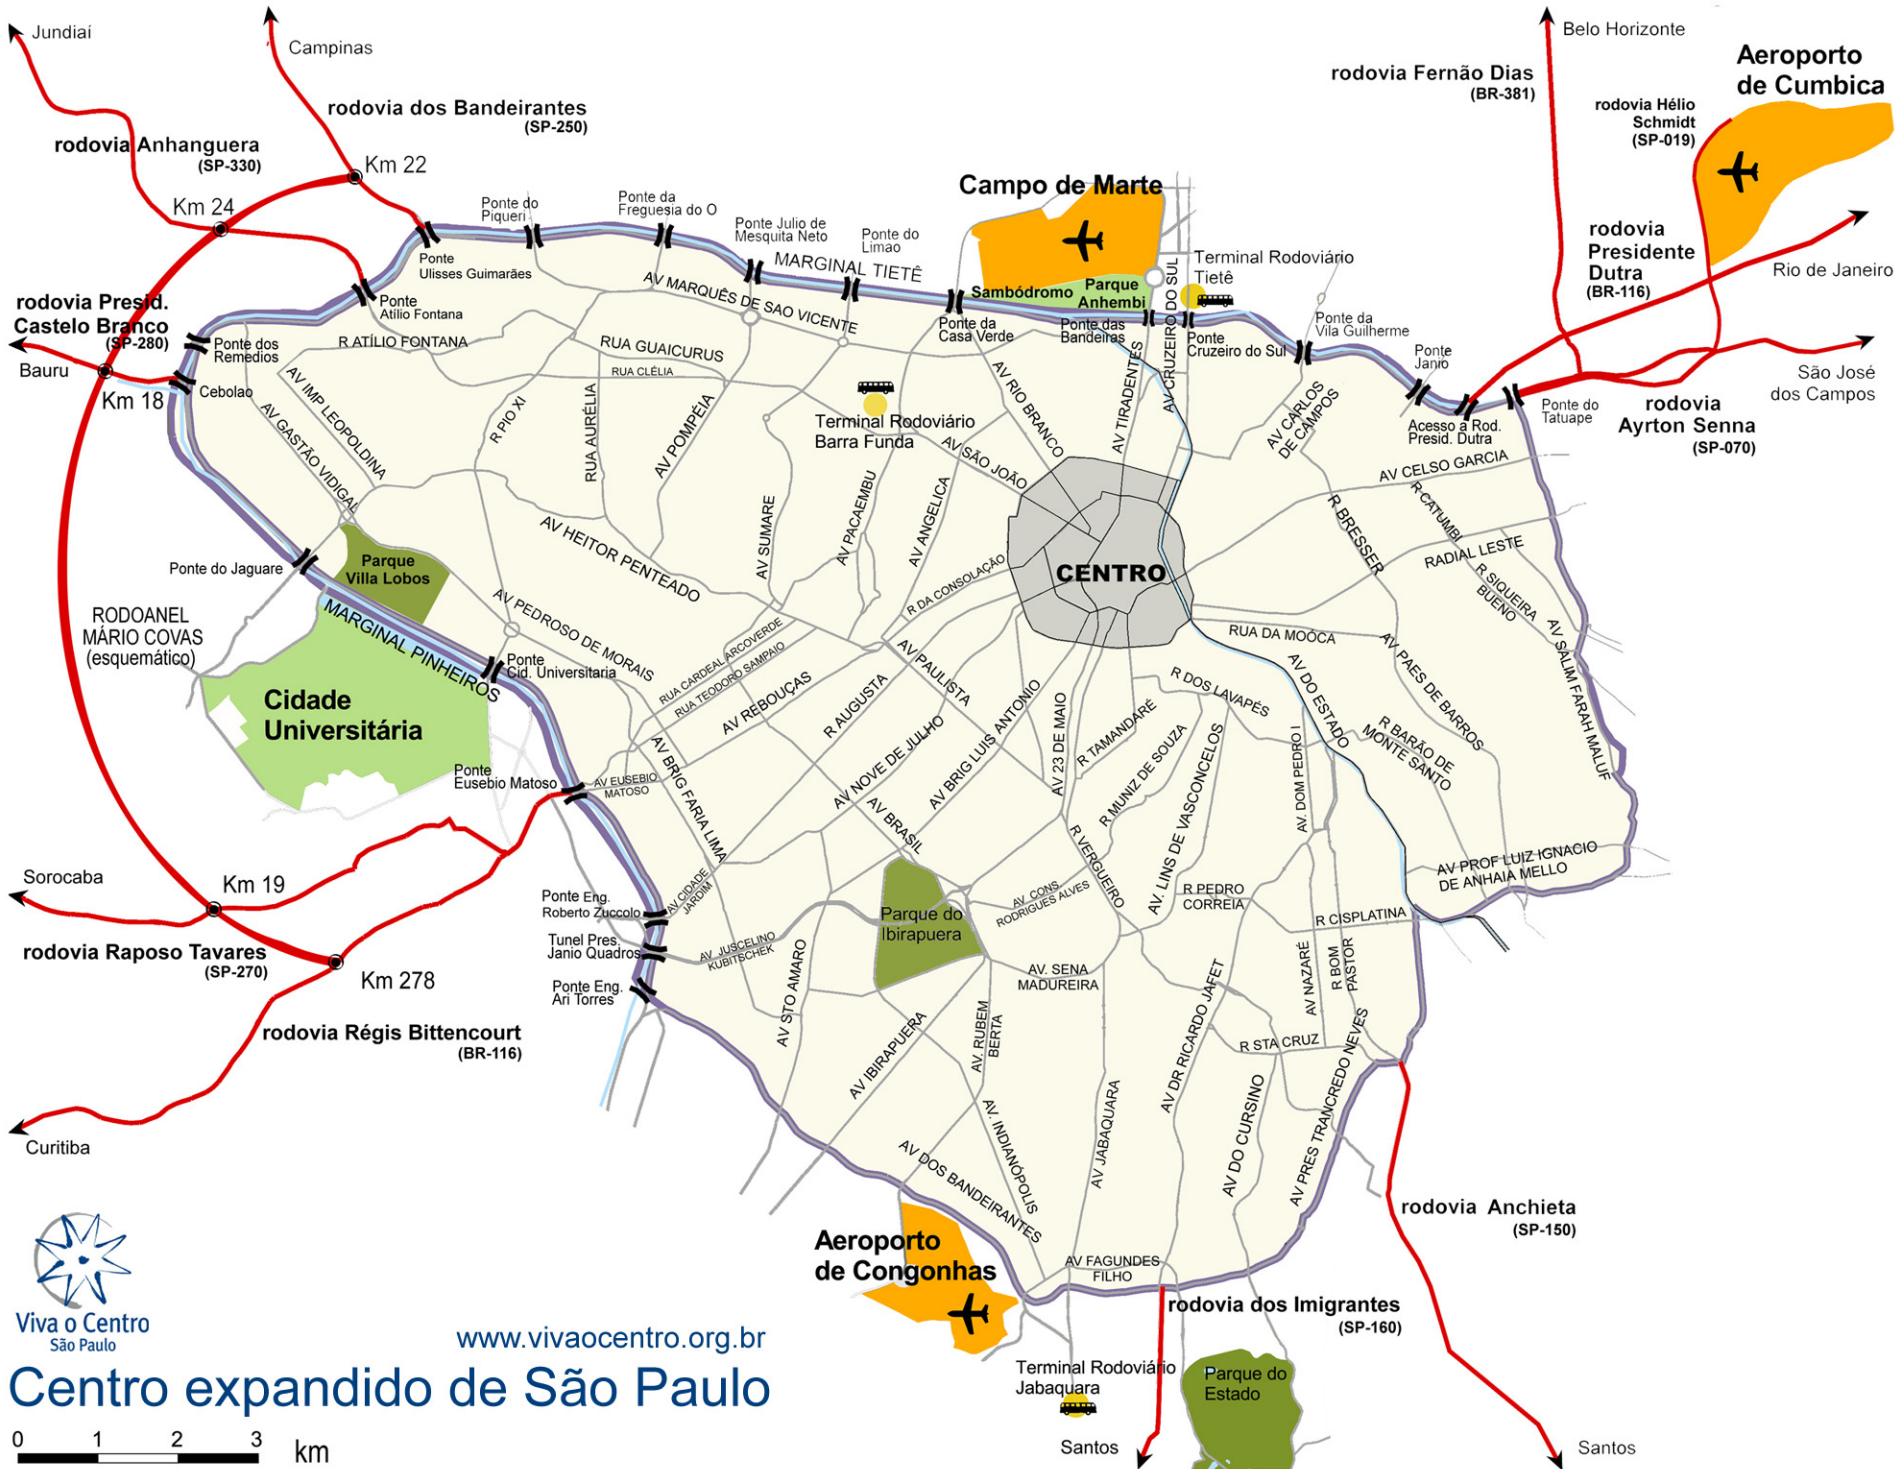 Jundiaí
Campinas
Belo Horizonte
Aeroporto
de Cumbica
rodovia Fernão Dias
(BR-381)
rodovia Hélio
Schmidt
(SP-019)
rodovia dos Bandeirantes
(SP-250)
rodovia Anhanguera
(SP-330)
Km 22
Km 24
Ponte do
Piqueri
Ponte da
Freguesia do O
Ponte Julio de
Mesquita Neto
Ponte do
Limao
Campo de Marte
MARGINAL TIETÊ
Terminal Rodoviário
Tietê
rodovia
Presidente
Dutra
(BR-116)
Rio de Janeiro
Ponte
Ulisses Guimarães
Ponte
Atílio Fontana
AV MARQUÊS DE SAO VICENTE
Sambódromo
Parque
Anhembi
Ponte da
Casa Verde
Ponte das
Bandeiras
AV CRUZEIRO DO SUL
Ponte
Cruzeiro do Sul
Ponte da
Vila Guilherme
Ponte
Janio
rodovia Presid.
Castelo Branco
(SP-280)
Bauru
Km 18
Ponte dos
Remedios
Cebolao
R ATÍLIO FONTANA
RUA GUAICURUS
RUA CLÉLIA
AV IMP LEOPOLDINA
AV GASTÃO VIDIGAL
R PIO XI
RUA AURÉLIA
AV POMPÉIA
Terminal Rodoviário
Barra Funda
AV SÃO JOÃO
AV RIO BRANCO
AV TIRADENTES
AV CARLOS
DE CAMPOS
Acesso a Rod.
Presid. Dutra
Ponte do
Tatuape
rodovia
Ayrton Senna
(SP-070)
São José
dos Campos
AV CELSO GARCIA
R CATUMBI
R BRESSER
RADIAL LESTE
R SIQUEIRA
BUENO
AV SALIM FARAH MALUF
AV HEITOR PENTEADO
AV SUMARE
AV PACAEMBU
AV ANGELICA
R DA CONSOLAÇÃO
CENTRO
RUA DA MOÓCA
AV PAES DE BARROS
Ponte do Jaguare
Parque
Villa Lobos
RODOANEL
MÁRIO COVAS
(esquemático)
MARGINAL PINHEIROS
AV PEDROSO DE MORAIS
Ponte
Cid. Universitaria
Cidade
Universitária
RUA CARDEAL ARCOVERDE
RUA TEODORO SAMPAIO
AV REBOUÇAS
R AUGUSTA
AV PAULISTA
AV NOVE DE JULHO
AV BRIG LUIS ANTONIO
AV 23 DE MAIO
R TAMANDARÉ
R DOS LAVAPÉS
R MUNIZ DE SOUZA
AV. LINS DE VASCONCELOS
AV DO ESTADO
AV. DOM PEDRO I
R BARÃO DE
MONTE SANTO
Ponte
Eusebio Matoso
AV EUSEBIO
MATOSO
AV BRIG FARIA LIMA
AV BRASIL
R VERGUEIRO
AV PROF LUIZ IGNACIO
DE ANHAIA MELLO
Sorocaba
Km 19
rodovia Raposo Tavares
(SP-270)
Km 278
rodovia Régis Bittencourt
(BR-116)
Curitiba
Ponte Eng.
Roberto Zuccolo
AV CIDADE
JARDIM
Tunel Pres.
Janio Quadros
Ponte Eng.
Ari Torres
AV JUSCELINO
KUBITSCHEK
Parque do
Ibirapuera
AV. CONS.
RODRIGUES ALVES
R PEDRO
CORREIA
R CISPLATINA
AV STO AMARO
AV. SENA
MADUREIRA
AV. RUBEM
BERTA
AV IBIRAPUERA
AV. INDIANÓPOLIS
AV JABAQUARA
AV DR RICARDO JAFET
AV NAZARÉ
R BOM
PASTOR
R STA CRUZ
AV DO CURSINO
AV PRES TRANCREDO NEVES
AV DOS BANDEIRANTES
Aeroporto
de Congonhas
AV FAGUNDES
FILHO
rodovia Anchieta
(SP-150)
rodovia dos Imigrantes
(SP-160)
Terminal Rodoviário
Jabaquara
Parque do
Estado
Santos
Santos
Viva o Centro
São Paulo
www.vivaocentro.org.br
Centro expandido de São Paulo
0 1 2 3 km